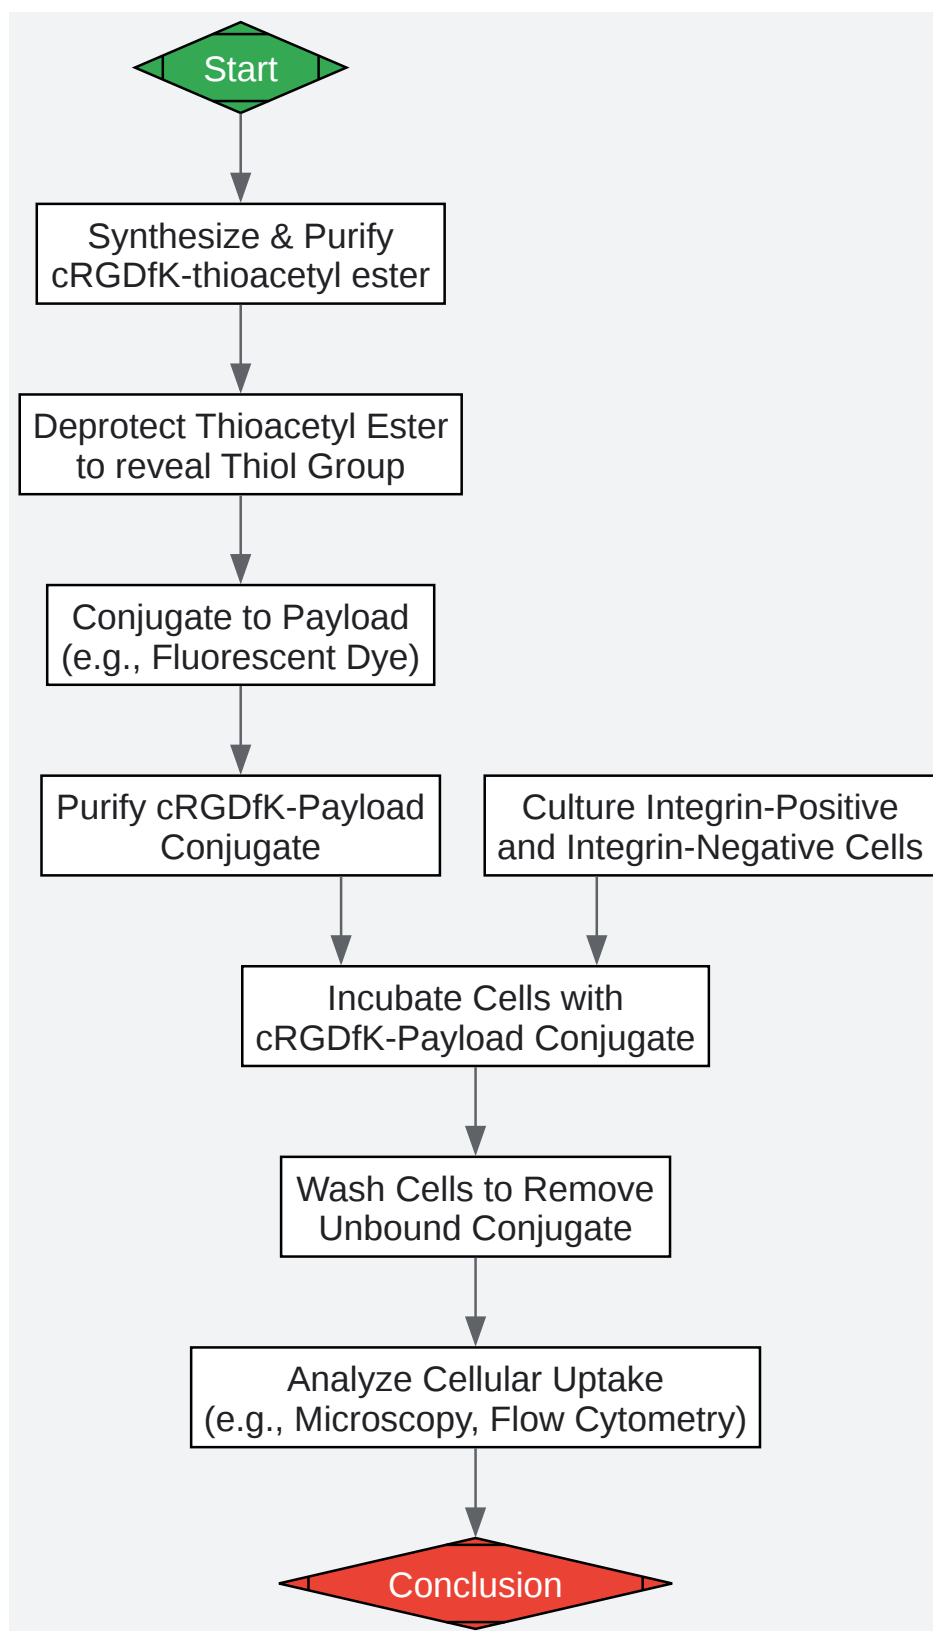 Start
Synthesize & Purify
cRGDfK-thioacetyl ester
Deprotect Thioacetyl Ester
to reveal Thiol Group
Conjugate to Payload
(e.g., Fluorescent Dye)
Purify cRGDfK-Payload
Conjugate
Culture Integrin-Positive
and Integrin-Negative Cells
Incubate Cells with
cRGDfK-Payload Conjugate
Wash Cells to Remove
Unbound Conjugate
Analyze Cellular Uptake
(e.g., Microscopy, Flow Cytometry)
Conclusion